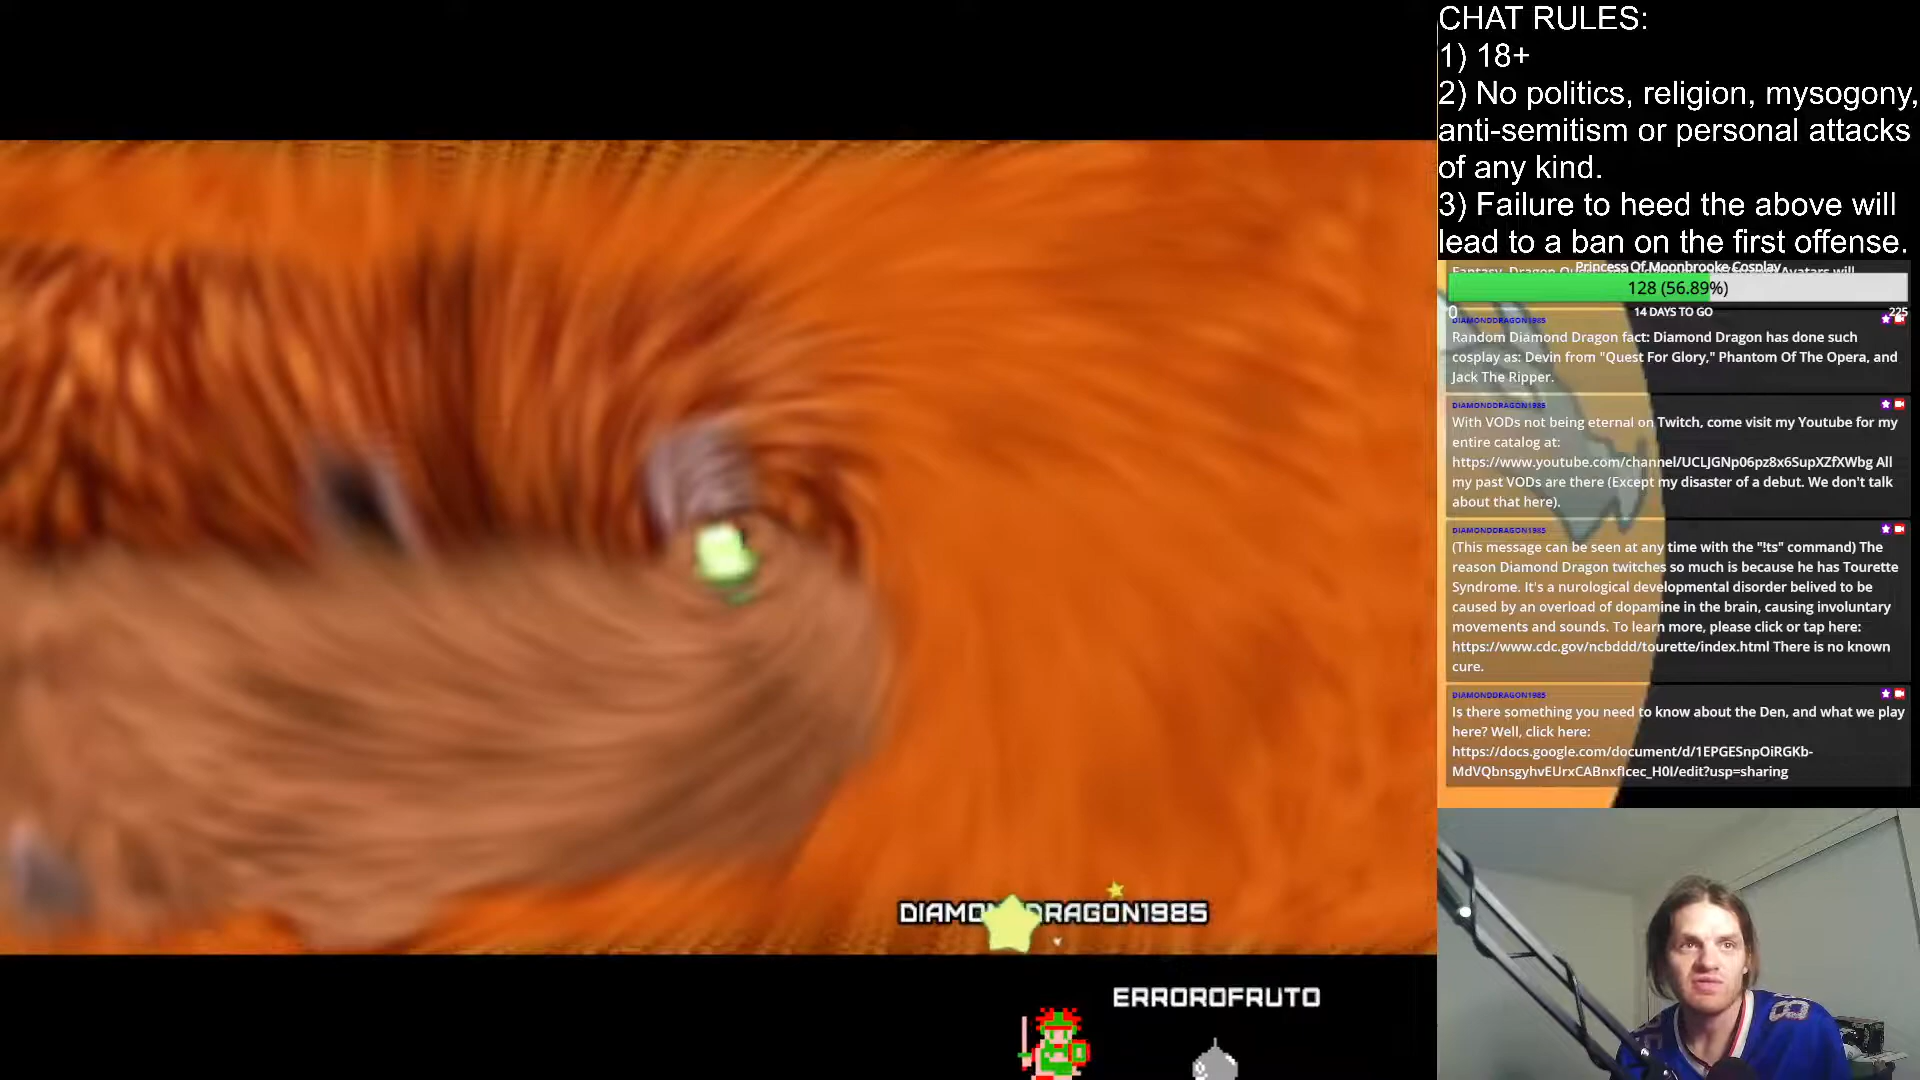 CHAT RULES:
1) 18+
2) No politics, religion, mysogony,
anti-semitism or personal attacks
of any kind.
3) Failure to heed the above will
lead to a ban on the first offense.
Princess Of Moonbrooke Cosplay
128 (56.89%)
0 14 DAYS TO GO 225
DIAMONDDRAGON1985
Random Diamond Dragon fact: Diamond Dragon has done such
cosplay as: Devin from "Quest For Glory," Phantom Of The Opera, and
Jack The Ripper.
DIAMONDDRAGON1985
With VODs not being eternal on Twitch, come visit my Youtube for my
entire catalog at:
https://www.youtube.com/channel/UCLJGNp06pz8x6SupXZfXWbg All
my past VODs are there (Except my disaster of a debut. We don't talk
about that here).
DIAMONDDRAGON1985
(This message can be seen at any time with the "!ts" command) The
reason Diamond Dragon twitches so much is because he has Tourette
Syndrome. It's a nurological developmental disorder belived to be
caused by an overload of dopamine in the brain, causing involuntary
movements and sounds. To learn more, please click or tap here:
https://www.cdc.gov/ncbddd/tourette/index.html There is no known
cure.
DIAMONDDRAGON1985
Is there something you need to know about the Den, and what we play
here? Well, click here:
https://docs.google.com/document/d/1EPGESnpOiRGKb-
MdVQbnsgyhvEUrxCABnxflcec_H0I/edit?usp=sharing
DIAMONDDRAGON1985
ERROROFRUTO